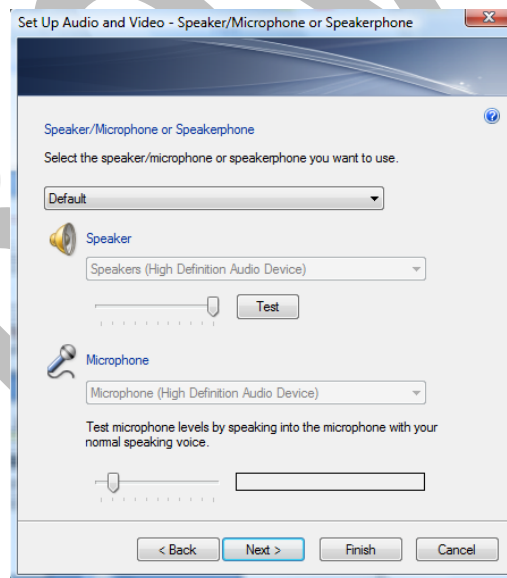 Set Up Audio and Video - Speaker/Microphone or Speakerphone
Speaker/Microphone or Speakerphone
Select the speaker/microphone or speakerphone you want to use.
Default
Speaker
Speakers (High Definition Audio Device)
Test
Microphone
Microphone (High Definition Audio Device)
Test microphone levels by speaking into the microphone with your
normal speaking voice.
< Back Next > Finish Cancel